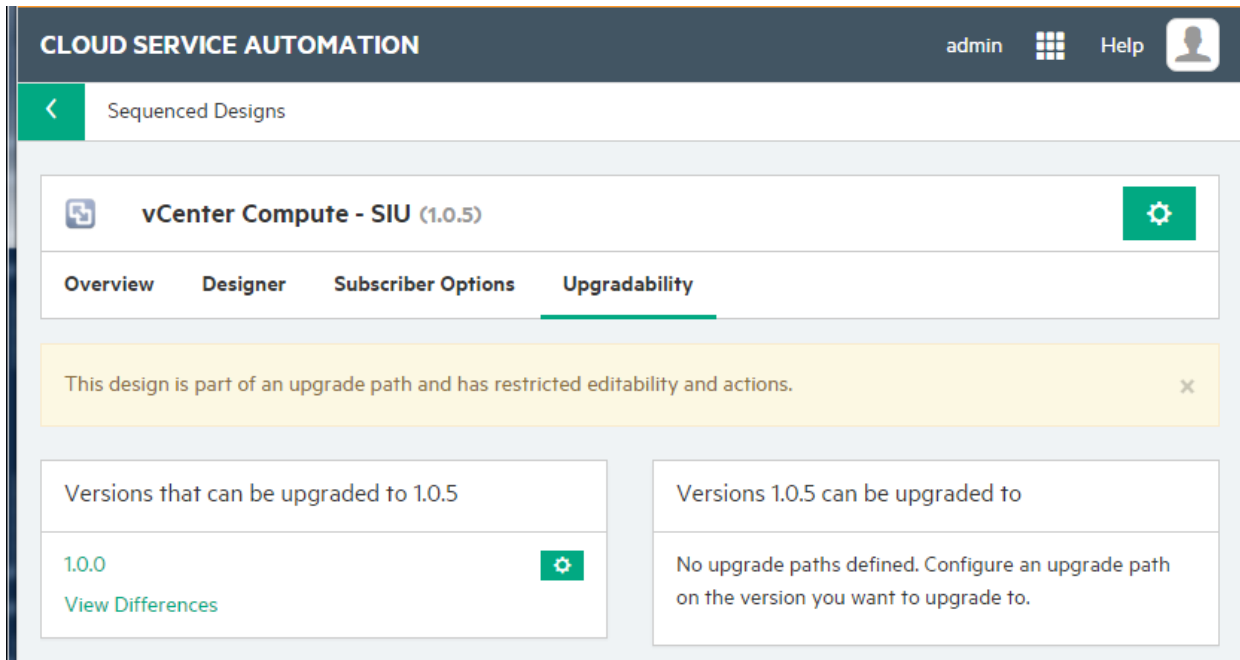 CLOUD SERVICE AUTOMATION
admin
Help
Sequenced Designs
vCenter Compute - SIU (1.0.5)
Overview
Designer
Subscriber Options
Upgradability
This design is part of an upgrade path and has restricted editability and actions.
Versions that can be upgraded to 1.0.5
1.0.0
View Differences
Versions 1.0.5 can be upgraded to
No upgrade paths defined. Configure an upgrade path
on the version you want to upgrade to.